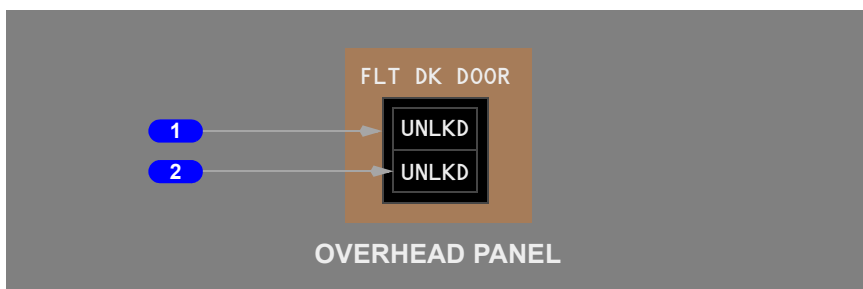 FLT DK DOOR
1
UNLKD
2
UNLKD
OVERHEAD PANEL